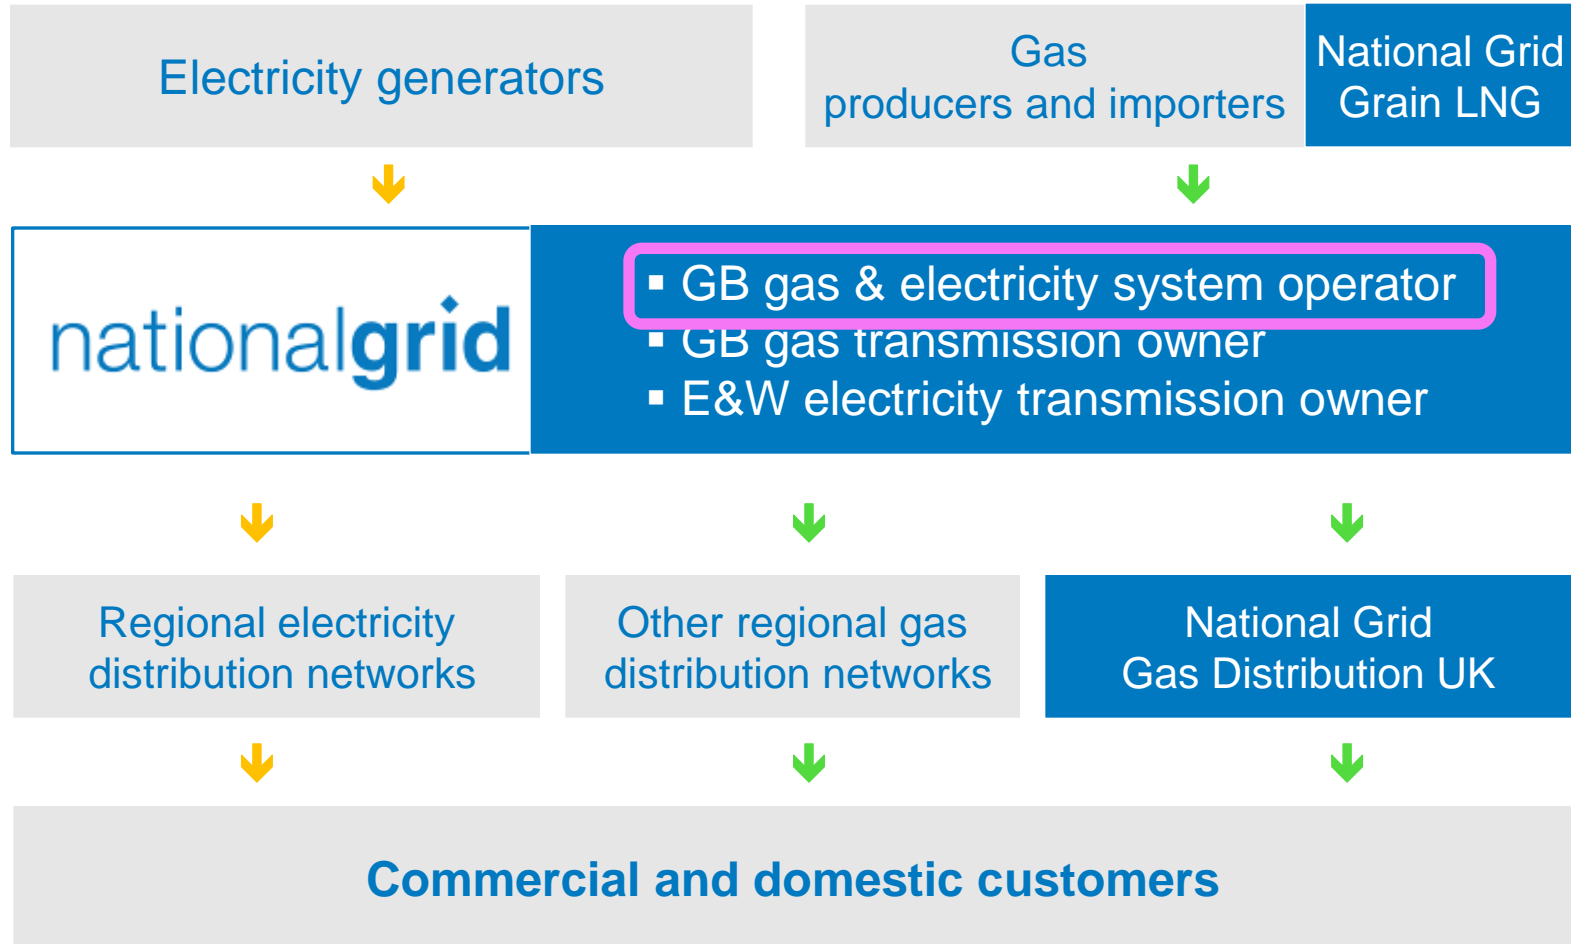 Electricity generators
Gas
producers and importers
National Grid
Grain LNG
nationalgrid
▪ GB gas & electricity system operator
▪ GB gas transmission owner
▪ E&W electricity transmission owner
Regional electricity
distribution networks
Other regional gas
distribution networks
National Grid
Gas Distribution UK
Commercial and domestic customers